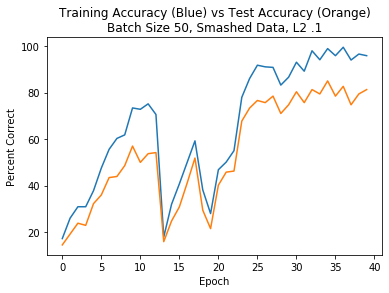 Training Accuracy (Blue) vs Test Accuracy (Orange)
Batch Size 50, Smashed Data, L2 .1
100
80
60
40
20
Percent Correct
0 5 10 15 20 25 30 35 40
Epoch